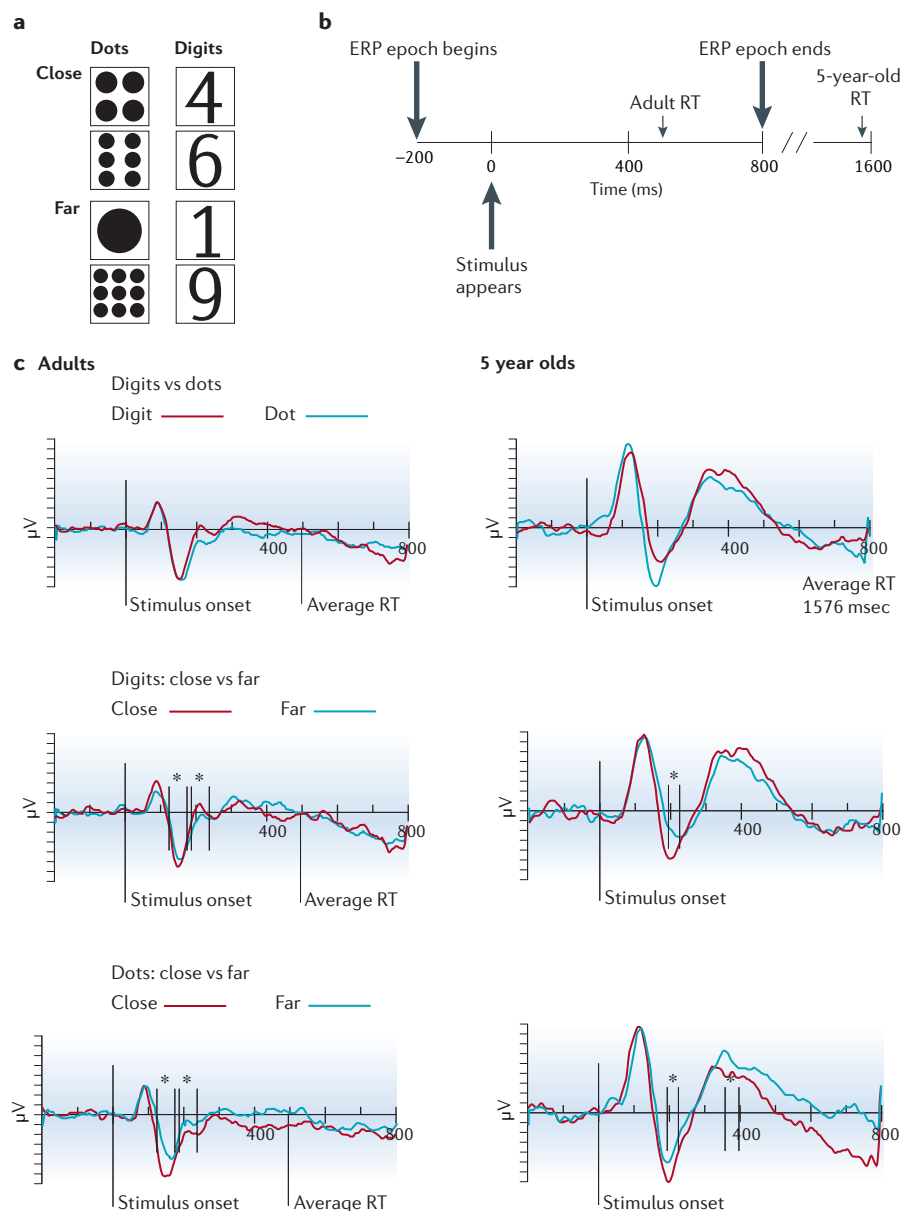 a
b
Dots Digits
Close
4
6
Far
1
9
ERP epoch begins
ERP epoch ends
Adult RT
5-year-old
RT
–200 0 400 800 1600
Time (ms)
Stimulus
appears
c Adults
5 year olds
Digits vs dots
Digit Dot
µV
400 800
Stimulus onset Average RT
µV
400 800
Stimulus onset
Average RT
1576 msec
Digits: close vs far
Close Far
µV
* *
400 800
Stimulus onset Average RT
µV
*
400 800
Stimulus onset
Dots: close vs far
Close Far
µV
* *
400 800
Stimulus onset Average RT
µV
* *
400 800
Stimulus onset